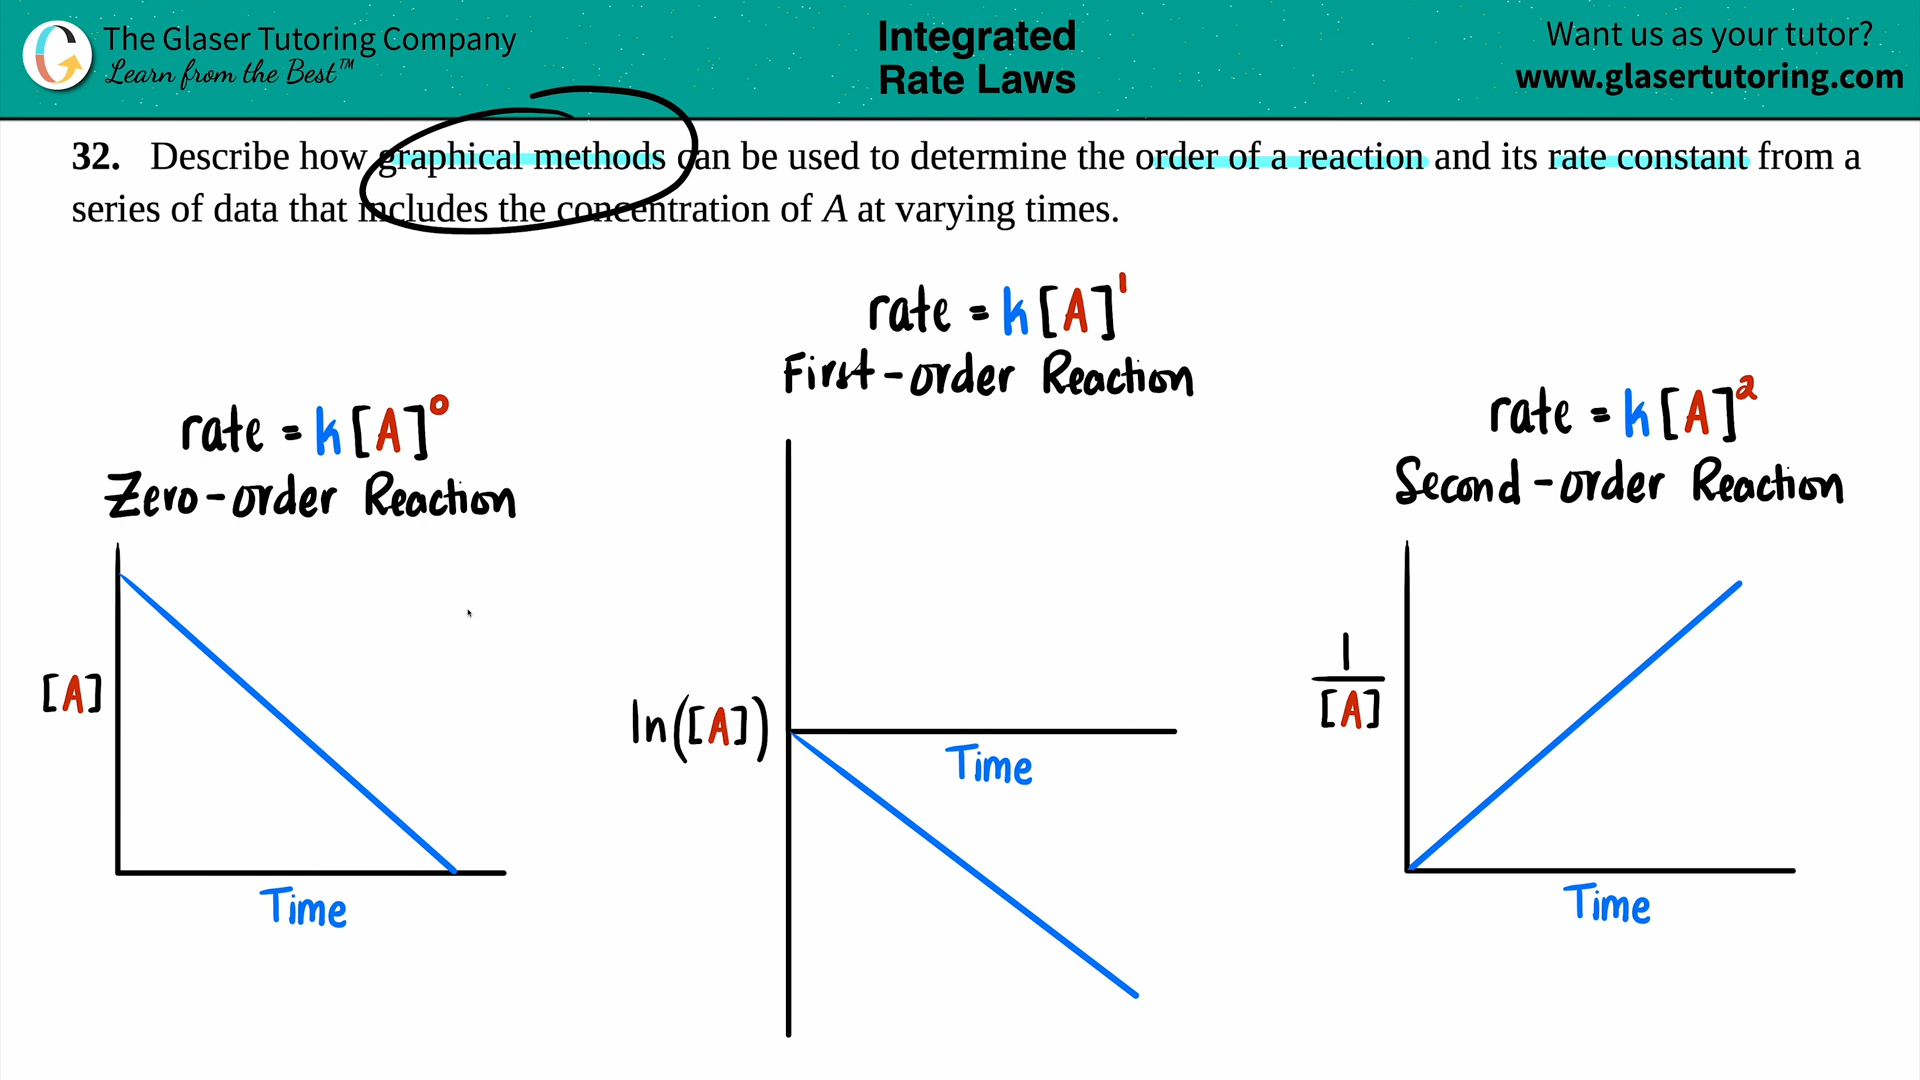 The Glaser Tutoring Company
Learn from the Best™
Integrated
Rate Laws
Want us as your tutor?
www.glasertutoring.com
32. Describe how graphical methods can be used to determine the order of a reaction and its rate constant from a
series of data that includes the concentration of A at varying times.
rate = k[A]⁰
Zero-order Reaction
[A]
Time
rate = k[A]¹
First-order Reaction
ln([A])
Time
rate = k[A]²
Second-order Reaction
1
[A]
Time